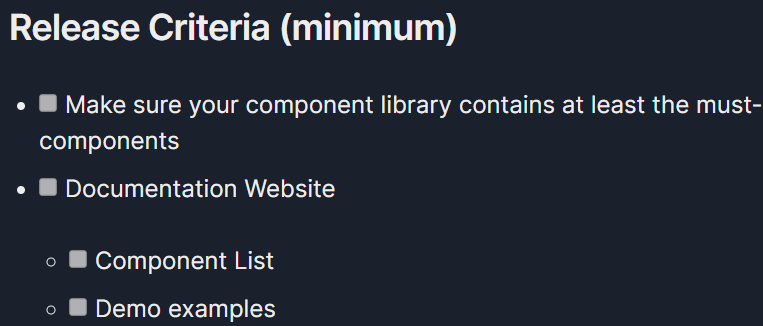 Release Criteria (minimum)
Make sure your component library contains at least the must-
components
Documentation Website
Component List
Demo examples